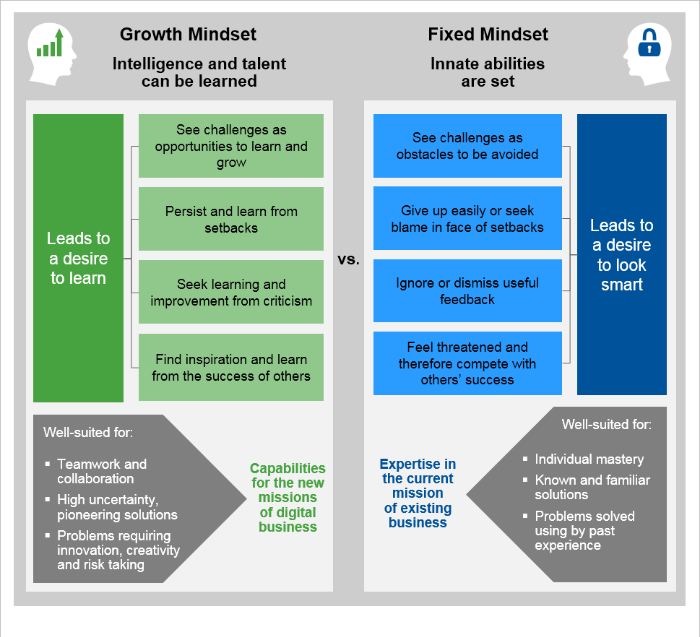 Growth Mindset
Intelligence and talent
can be learned
Fixed Mindset
Innate abilities
are set
Leads to
a desire
to learn
See challenges as
opportunities to learn and
grow
Persist and learn from
setbacks
Seek learning and
improvement from criticism
Find inspiration and learn
from the success of others
vs.
See challenges as
obstacles to be avoided
Give up easily or seek
blame in face of setbacks
Ignore or dismiss useful
feedback
Feel threatened and
therefore compete with
others’ success
Leads to
a desire
to look
smart
Well-suited for:
▪ Teamwork and
collaboration
▪ High uncertainty,
pioneering solutions
▪ Problems requiring
innovation, creativity
and risk taking
Capabilities
for the new
missions
of digital
business
Expertise in
the current
mission
of existing
business
Well-suited for:
▪ Individual mastery
▪ Known and familiar
solutions
▪ Problems solved
using by past
experience